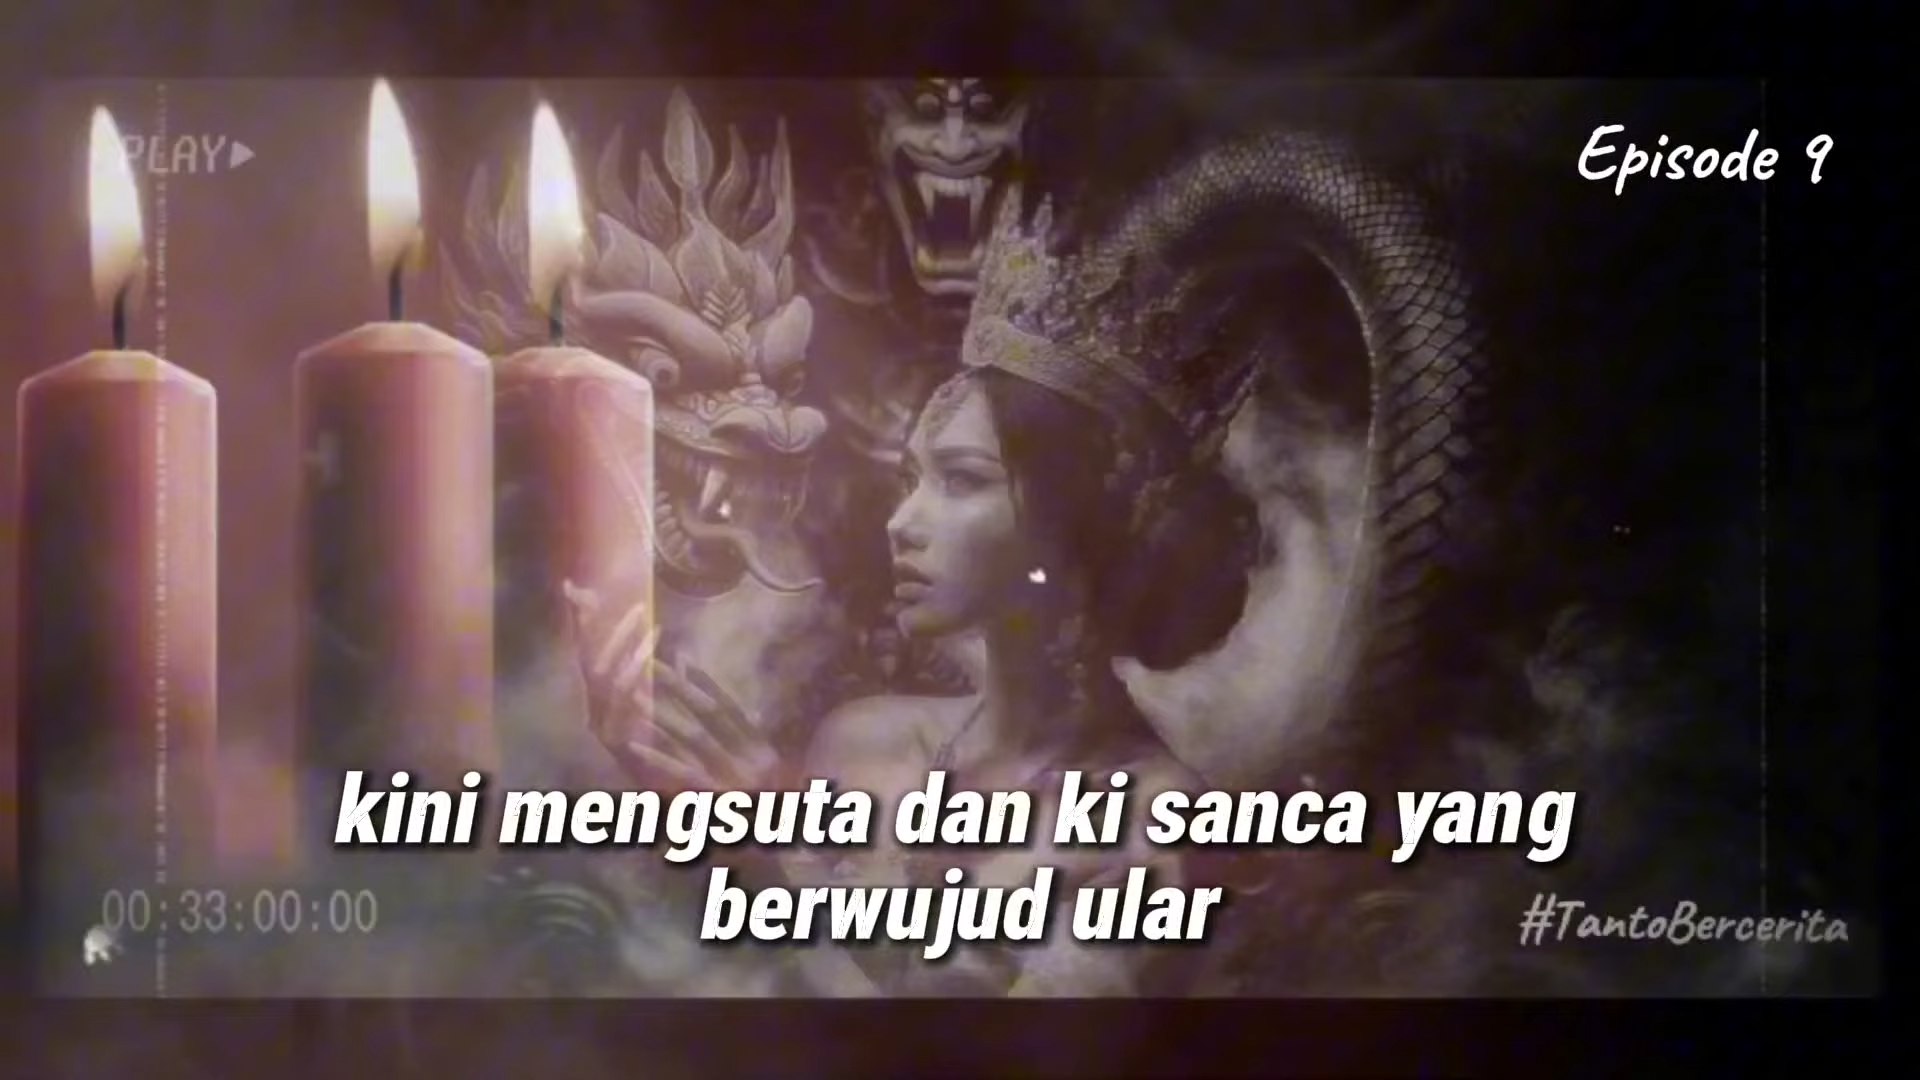 PLAY▶
Episode 9
kini mengsuta dan ki sanca yang
berwujud ular
00:33:00:00
#TantoBercerita